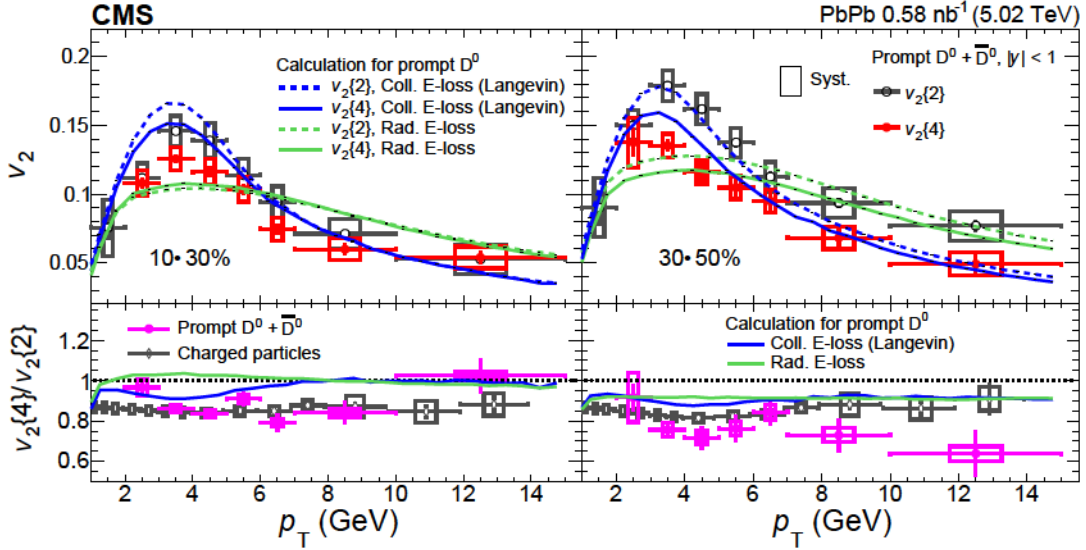 CMS
PbPb 0.58 nb⁻¹ (5.02 TeV)
v₂
0.2
0.15
0.1
0.05
Calculation for prompt D⁰
v₂{2}, Coll. E-loss (Langevin)
v₂{4}, Coll. E-loss (Langevin)
v₂{2}, Rad. E-loss
v₂{4}, Rad. E-loss
10•30%
Syst.
Prompt D⁰ + D̅⁰, |y| < 1
v₂{2}
v₂{4}
30•50%
v₂{4}/v₂{2}
1.2
1
0.8
0.6
Prompt D⁰ + D̅⁰
Charged particles
Calculation for prompt D⁰
Coll. E-loss (Langevin)
Rad. E-loss
2 4 6 8 10 12 14
p_T (GeV)
2 4 6 8 10 12 14
p_T (GeV)